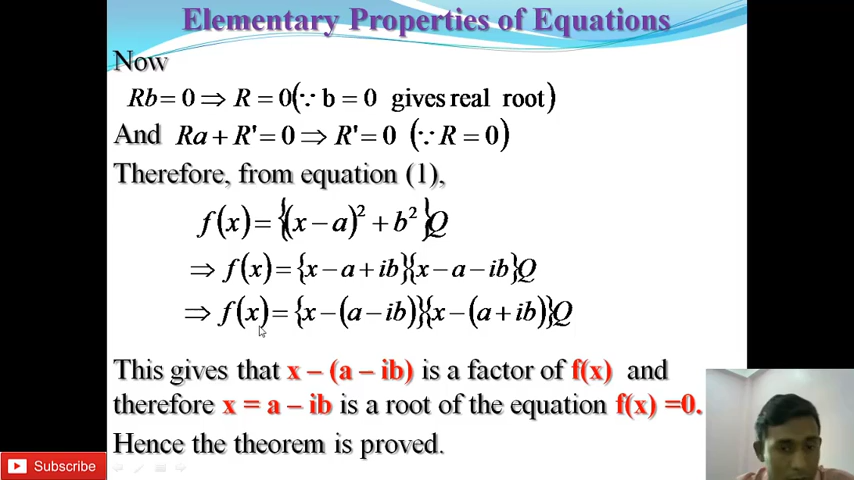 Elementary Properties of Equations
Now
Rb = 0 ⇒ R = 0(∵ b = 0 gives real root)
And Ra + R' = 0 ⇒ R' = 0 (∵ R = 0)
Therefore, from equation (1),
f(x) = {(x − a)² + b²}Q
⇒ f(x) = {x − a + ib}{x − a − ib}Q
⇒ f(x) = {x − (a − ib)}{x − (a + ib)}Q
This gives that x – (a – ib) is a factor of f(x) and
therefore x = a – ib is a root of the equation f(x) =0.
Hence the theorem is proved.
Subscribe